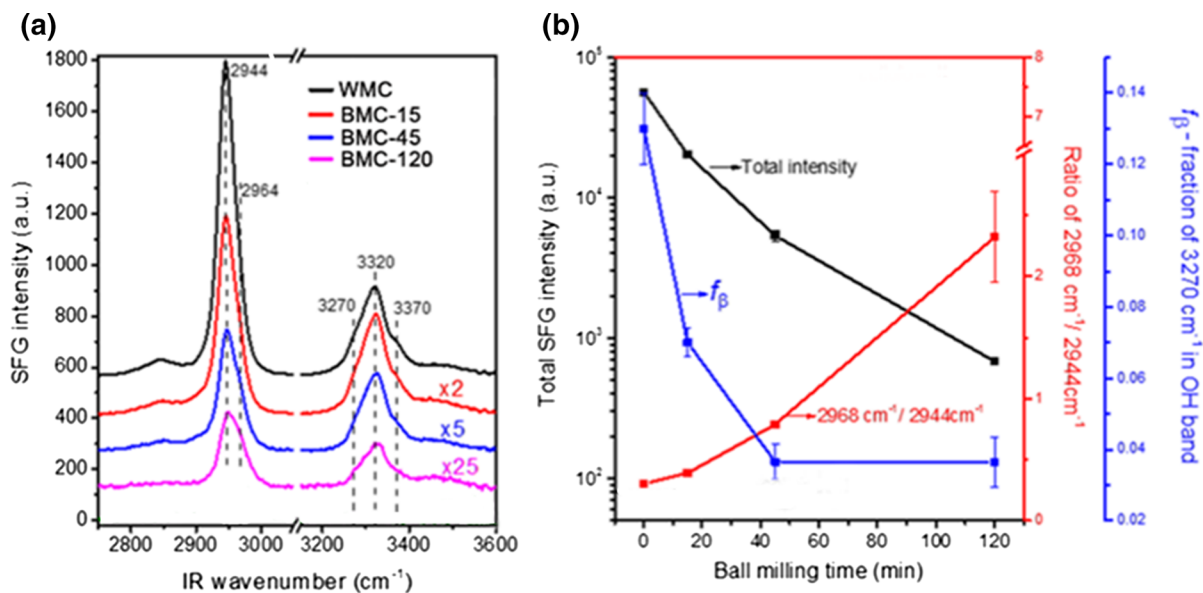 (a)
1800
1600
1400
1200
1000
800
600
400
200
0
SFG intensity (a.u.)
2944
2964
WMC
BMC-15
BMC-45
BMC-120
3270
3320
3370
x2
x5
x25
2800
2900
3000
3200
3400
3600
IR wavenumber (cm⁻¹)
(b)
10⁵
10⁴
10³
10²
Total SFG intensity (a.u.)
Total intensity
fβ
2968 cm⁻¹/ 2944cm⁻¹
0
20
40
60
80
100
120
Ball milling time (min)
8
7
2
1
0
Ratio of 2968 cm⁻¹/ 2944cm⁻¹
0.14
0.12
0.10
0.08
0.06
0.04
0.02
fβ- fraction of 3270 cm⁻¹ in OH band